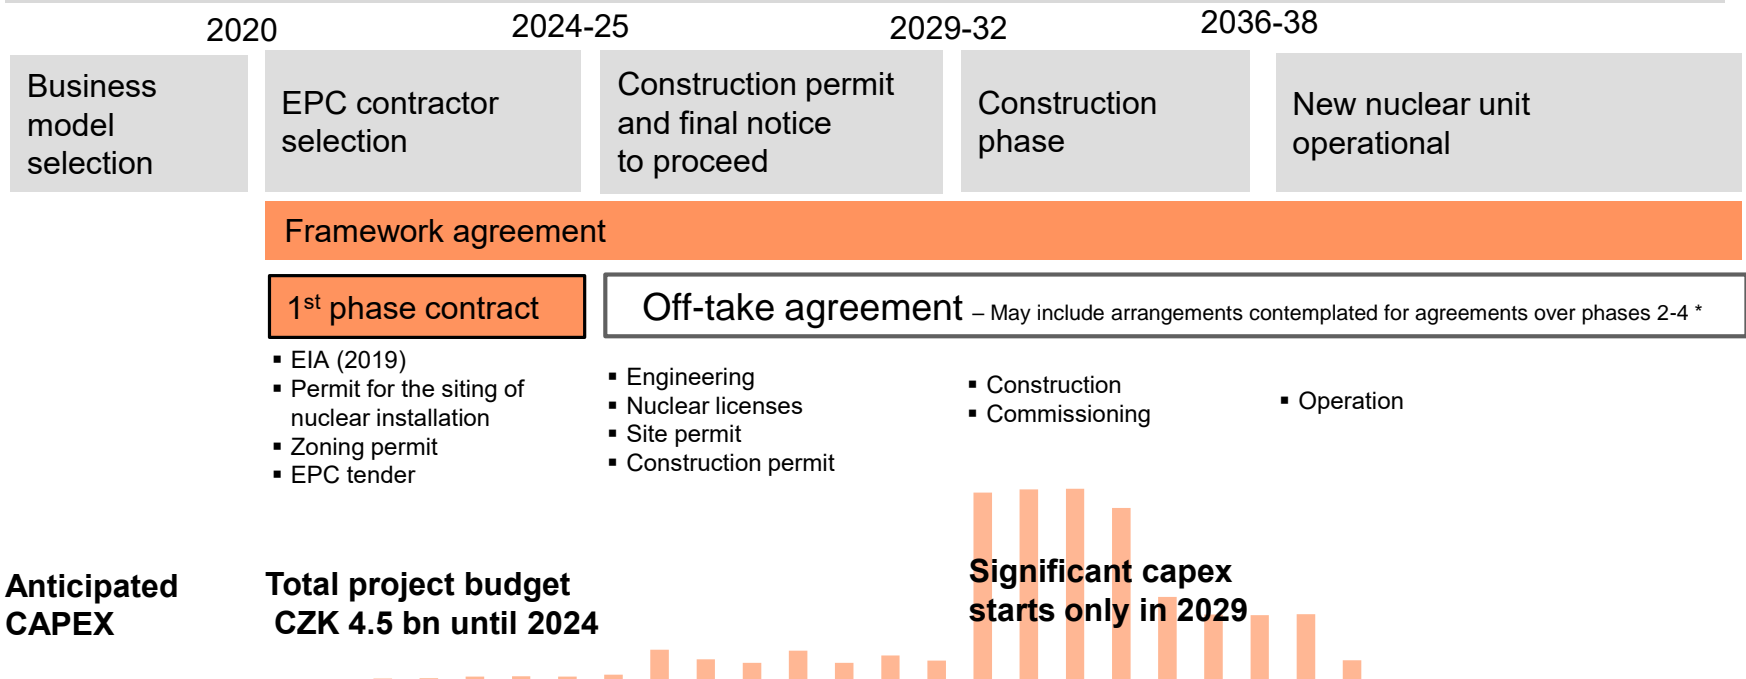 2020
2024-25
2029-32
2036-38
Business
model
selection
EPC contractor
selection
Construction permit
and final notice
to proceed
Construction
phase
New nuclear unit
operational
Framework agreement
1st phase contract
Off-take agreement – May include arrangements contemplated for agreements over phases 2-4 *
▪ EIA (2019)
▪ Permit for the siting of
nuclear installation
▪ Zoning permit
▪ EPC tender
▪ Engineering
▪ Nuclear licenses
▪ Site permit
▪ Construction permit
▪ Construction
▪ Commissioning
▪ Operation
Anticipated
CAPEX
Total project budget
CZK 4.5 bn until 2024
Significant capex
starts only in 2029